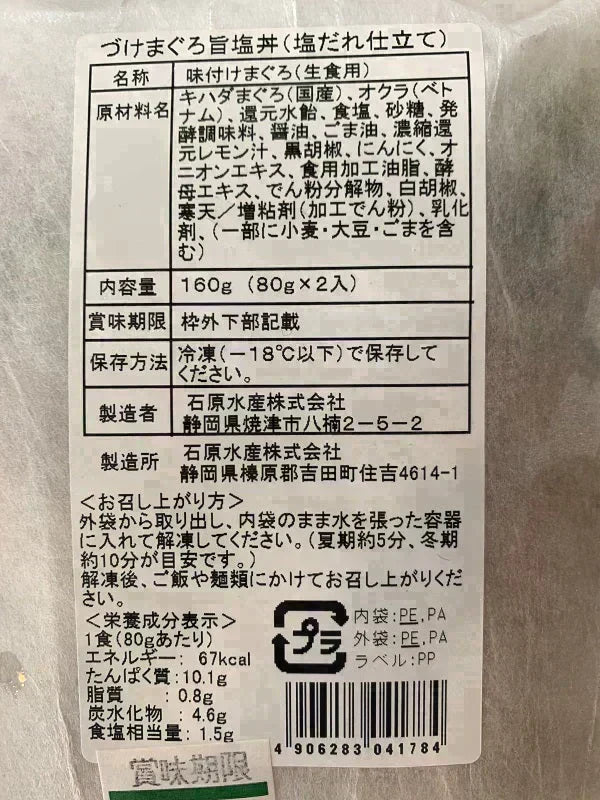 づけまぐろ旨塩丼(塩だれ仕立て)
名称 味付けまぐろ(生食用)
原材料名 キハダまぐろ(国産)、オクラ(ベト
ナム)、還元水飴、食塩、砂糖、発
酵調味料、醤油、ごま油、濃縮還
元レモン汁、黒胡椒、にんにく、オ
ニオンエキス、食用加工油脂、酵
母エキス、でん粉分解物、白胡椒、
寒天/増粘剤(加工でん粉)、乳化
剤、(一部に小麦・大豆・ごまを含
む)
内容量 160g (80g×2入)
賞味期限 枠外下部記載
保存方法 冷凍(-18℃以下)で保存して
ください。
製造者 石原水産株式会社
静岡県焼津市八楠2-5-2
製造所 石原水産株式会社
静岡県榛原郡吉田町住吉4614-1
<お召し上がり方>
外袋から取り出し、内袋のまま水を張った容器
に入れて解凍してください。(夏期約5分、冬期
約10分が目安です。)
解凍後、ご飯や麺類にかけてお召し上がりくだ
さい。
<栄養成分表示>
1食(80gあたり)
エネルギー: 67kcal
たんぱく質:10.1g
脂質 :0.8g
炭水化物 :4.6g
食塩相当量:1.5g
プラ
内袋:PE,PA
外袋:PE,PA
ラベル:PP
4 906283 041784
賞味期限